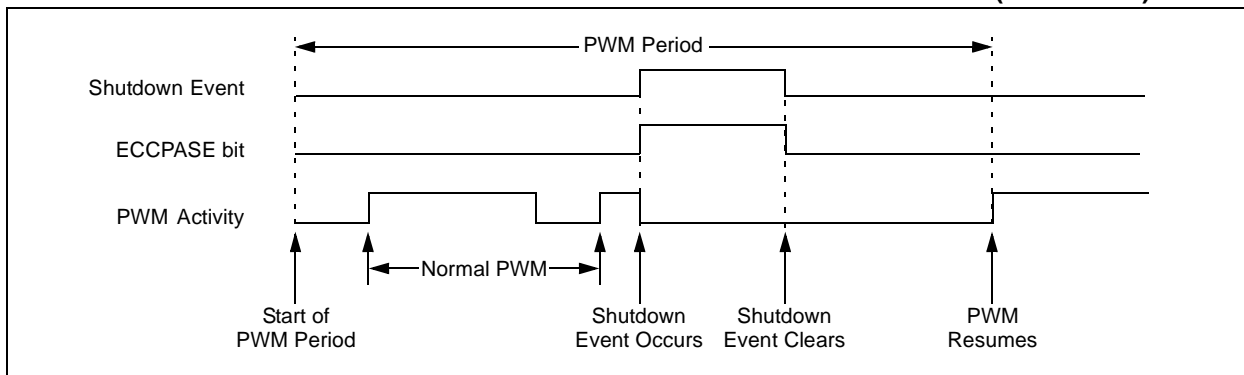 PWM Period
Shutdown Event
ECCPASE bit
PWM Activity
Normal PWM
Start of
PWM Period
Shutdown
Event Occurs
Shutdown
Event Clears
PWM
Resumes